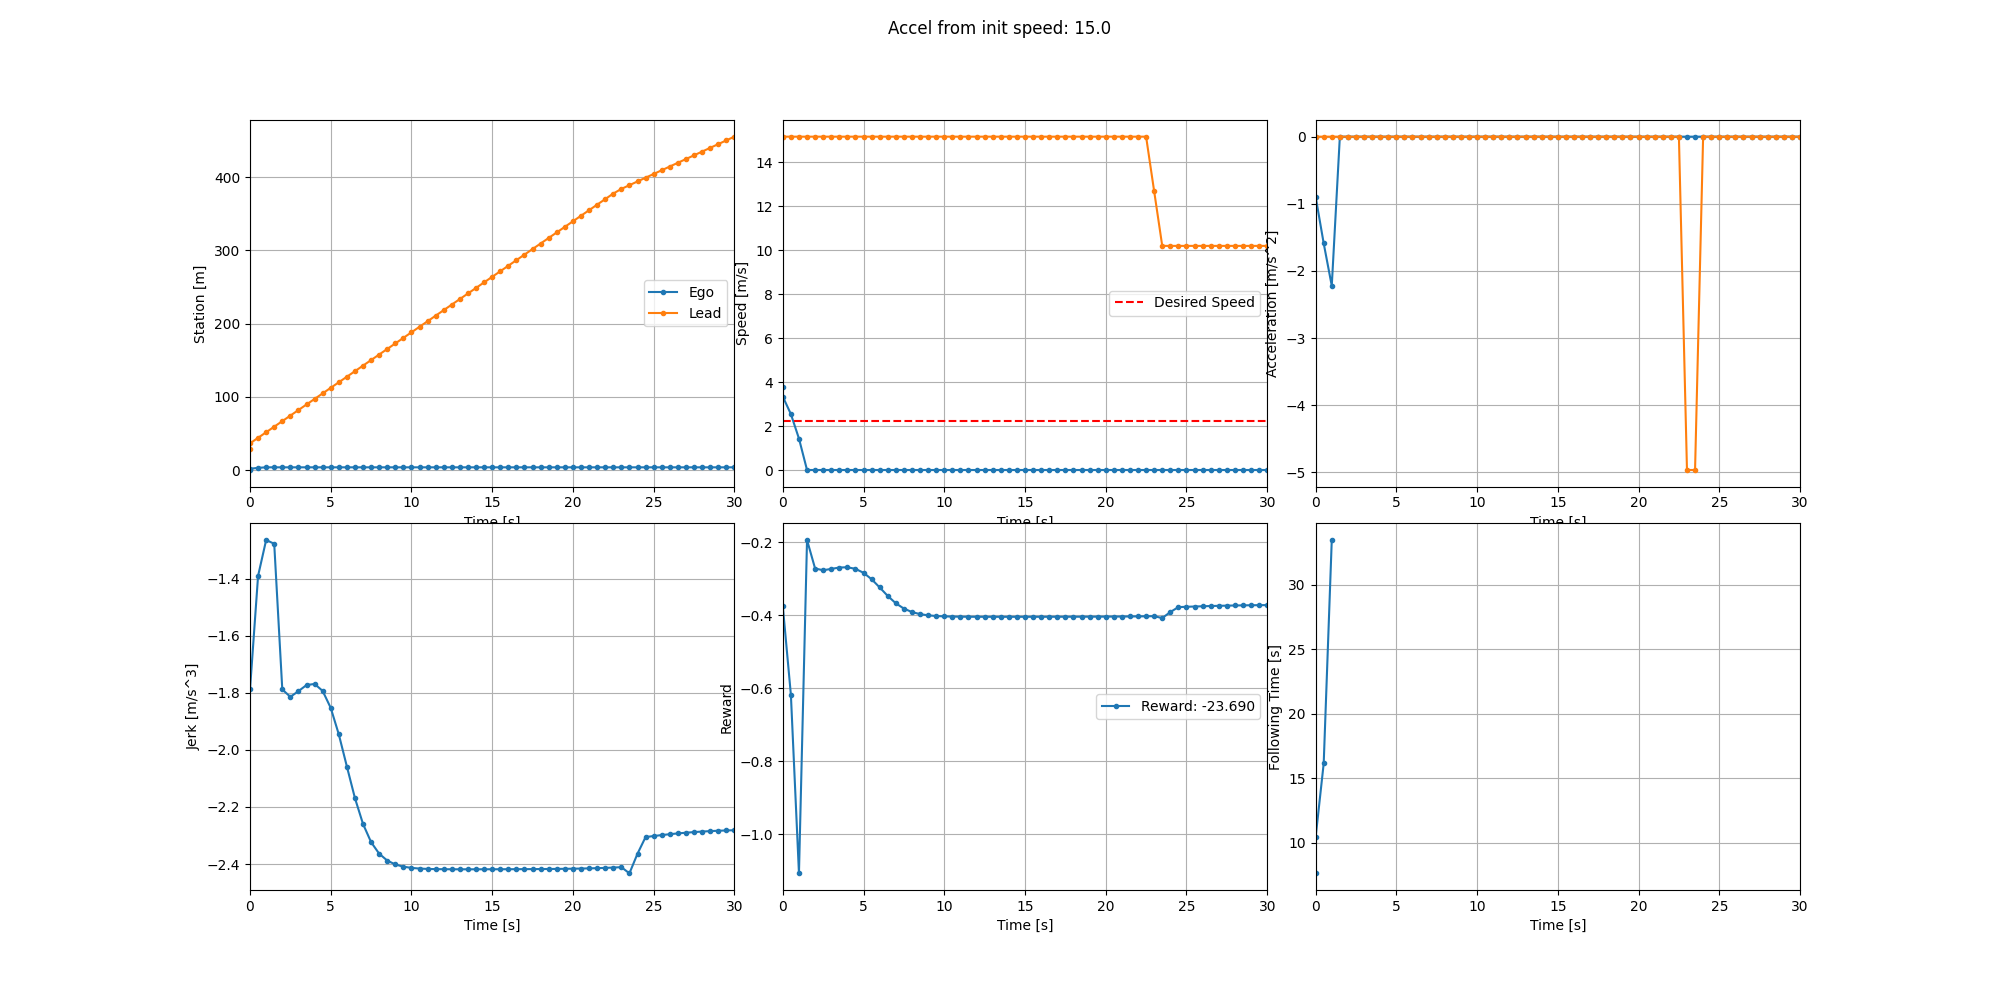 Accel from init speed: 15.0
Station [m]
400
300
200
100
0
Ego
Lead
0 5 10 15 20 25 30
Time [s]
Speed [m/s]
14
12
10
8
6
4
2
0
Desired Speed
0 5 10 15 20 25 30
Time [s]
Acceleration [m/s^2]
0
−1
−2
−3
−4
−5
0 5 10 15 20 25 30
Time [s]
Jerk [m/s^3]
−1.4
−1.6
−1.8
−2.0
−2.2
−2.4
0 5 10 15 20 25 30
Time [s]
Reward
−0.2
−0.4
−0.6
−0.8
−1.0
Reward: -23.690
0 5 10 15 20 25 30
Time [s]
Following Time [s]
30
25
20
15
10
0 5 10 15 20 25 30
Time [s]